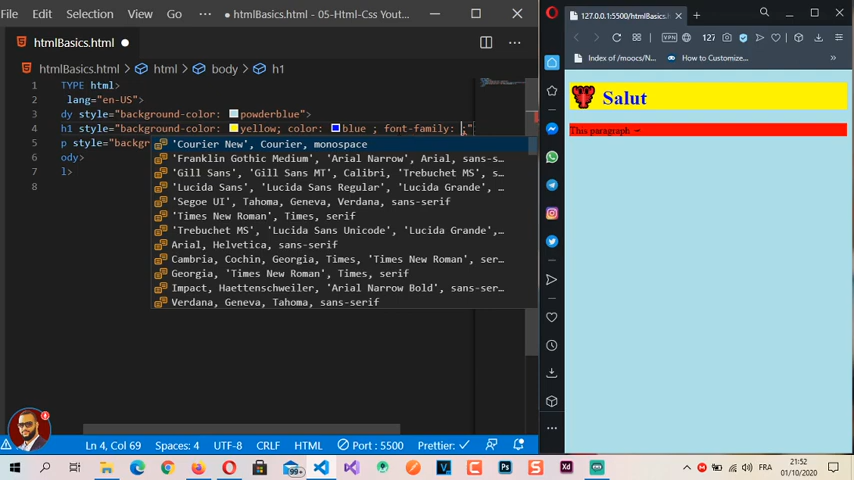 File Edit Selection View Go ··· ● htmlBasics.html - 05-Html-Css Yout...
htmlBasics.html ●
htmlBasics.html > html > body > h1
1 TYPE html>
2 lang="en-US">
3 dy style="background-color: powderblue">
4 h1 style="background-color: yellow; color: blue ; font-family: ;"
5 p style="backgr
6 ody>
7 l>
8
'Courier New', Courier, monospace
'Franklin Gothic Medium', 'Arial Narrow', Arial, sans-s…
'Gill Sans', 'Gill Sans MT', Calibri, 'Trebuchet MS', s…
'Lucida Sans', 'Lucida Sans Regular', 'Lucida Grande', …
'Segoe UI', Tahoma, Geneva, Verdana, sans-serif
'Times New Roman', Times, serif
'Trebuchet MS', 'Lucida Sans Unicode', 'Lucida Grande',…
Arial, Helvetica, sans-serif
Cambria, Cochin, Georgia, Times, 'Times New Roman', ser…
Georgia, 'Times New Roman', Times, serif
Impact, Haettenschweiler, 'Arial Narrow Bold', sans-ser…
Verdana, Geneva, Tahoma, sans-serif
Ln 4, Col 69 Spaces: 4 UTF-8 CRLF HTML Port : 5500 Prettier: ✓
127.0.0.1:5500/htmlBasics.
VPN 127
Index of /moocs/N... How to Customize... »
Salut
This paragraph
99+
FRA
21:52
01/10/2020